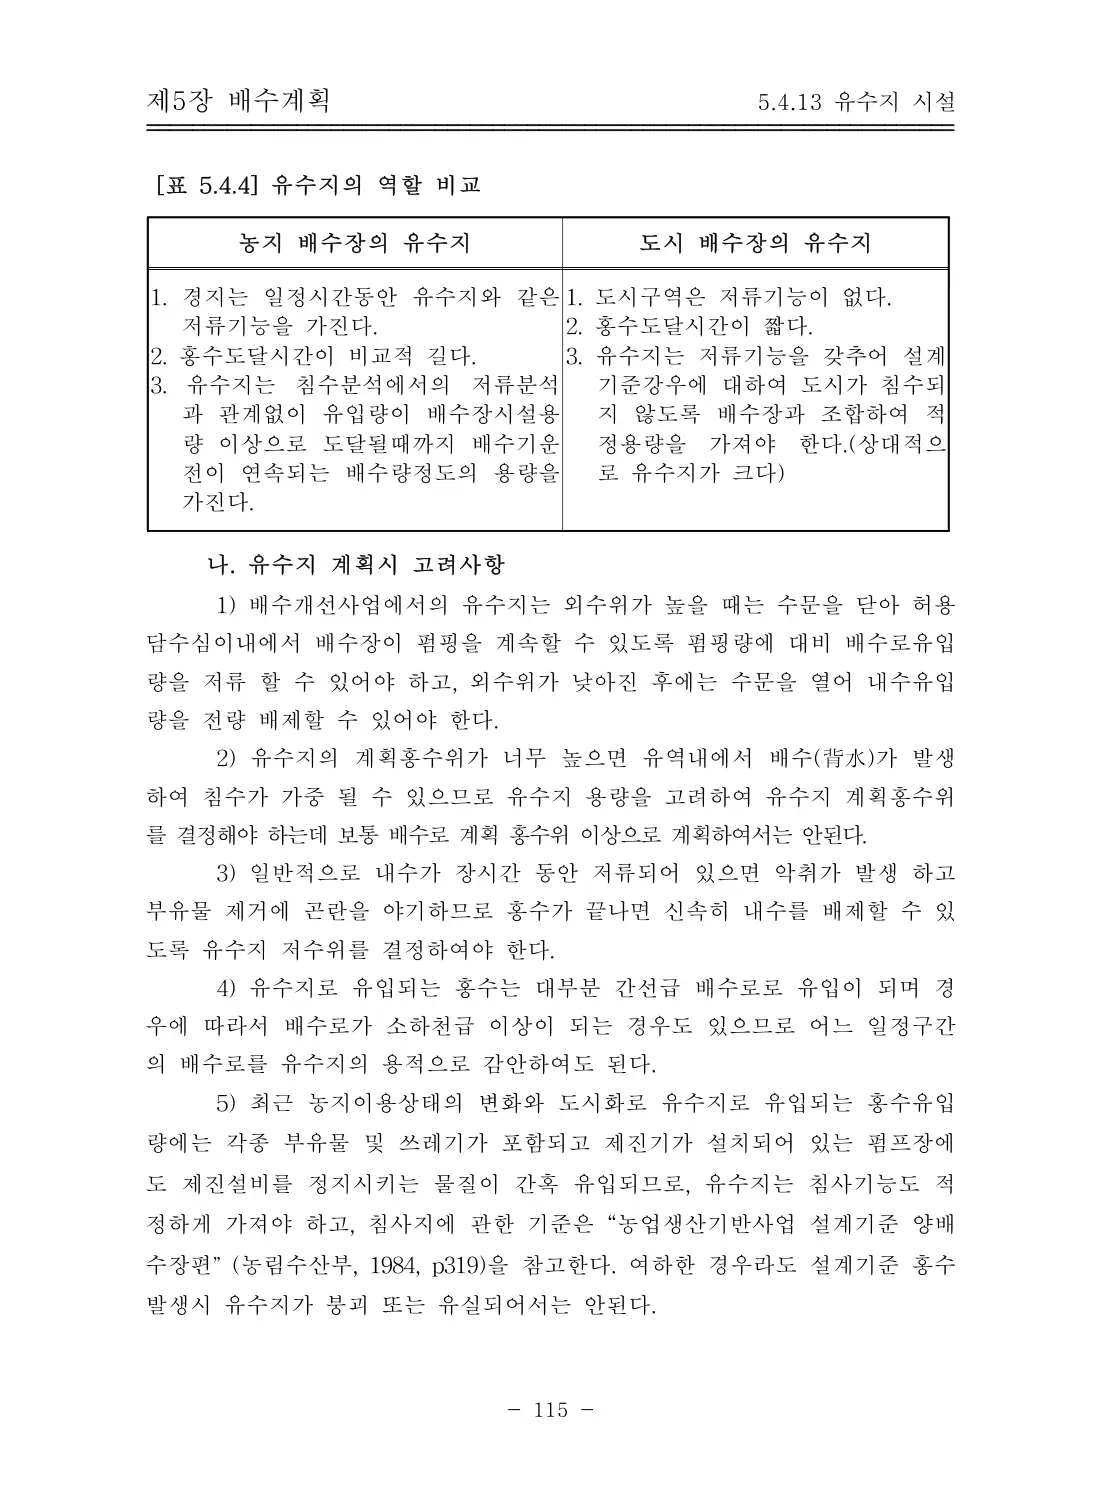 제5장 배수계획
5.4.13 유수지 시설
[표 5.4.4] 유수지의 역할 비교
농지 배수장의 유수지
도시 배수장의 유수지
1. 경지는 일정시간동안 유수지와 같은
저류기능을 가진다.
2. 홍수도달시간이 비교적 길다.
3. 유수지는 침수분석에서의 저류분석
과 관계없이 유입량이 배수장시설용
량 이상으로 도달될때까지 배수기운
전이 연속되는 배수량정도의 용량을
가진다.
1. 도시구역은 저류기능이 없다.
2. 홍수도달시간이 짧다.
3. 유수지는 저류기능을 갖추어 설계
기준강우에 대하여 도시가 침수되
지 않도록 배수장과 조합하여 적
정용량을 가져야 한다.(상대적으
로 유수지가 크다)
나. 유수지 계획시 고려사항
1) 배수개선사업에서의 유수지는 외수위가 높을 때는 수문을 닫아 허용
담수심이내에서 배수장이 펌핑을 계속할 수 있도록 펌핑량에 대비 배수로유입
량을 저류 할 수 있어야 하고, 외수위가 낮아진 후에는 수문을 열어 내수유입
량을 전량 배제할 수 있어야 한다.
2) 유수지의 계획홍수위가 너무 높으면 유역내에서 배수(背水)가 발생
하여 침수가 가중 될 수 있으므로 유수지 용량을 고려하여 유수지 계획홍수위
를 결정해야 하는데 보통 배수로 계획 홍수위 이상으로 계획하여서는 안된다.
3) 일반적으로 내수가 장시간 동안 저류되어 있으면 악취가 발생 하고
부유물 제거에 곤란을 야기하므로 홍수가 끝나면 신속히 내수를 배제할 수 있
도록 유수지 저수위를 결정하여야 한다.
4) 유수지로 유입되는 홍수는 대부분 간선급 배수로로 유입이 되며 경
우에 따라서 배수로가 소하천급 이상이 되는 경우도 있으므로 어느 일정구간
의 배수로를 유수지의 용적으로 감안하여도 된다.
5) 최근 농지이용상태의 변화와 도시화로 유수지로 유입되는 홍수유입
량에는 각종 부유물 및 쓰레기가 포함되고 제진기가 설치되어 있는 펌프장에
도 제진설비를 정지시키는 물질이 간혹 유입되므로, 유수지는 침사기능도 적
정하게 가져야 하고, 침사지에 관한 기준은 “농업생산기반사업 설계기준 양배
수장편” (농림수산부, 1984, p319)을 참고한다. 여하한 경우라도 설계기준 홍수
발생시 유수지가 붕괴 또는 유실되어서는 안된다.
- 115 -